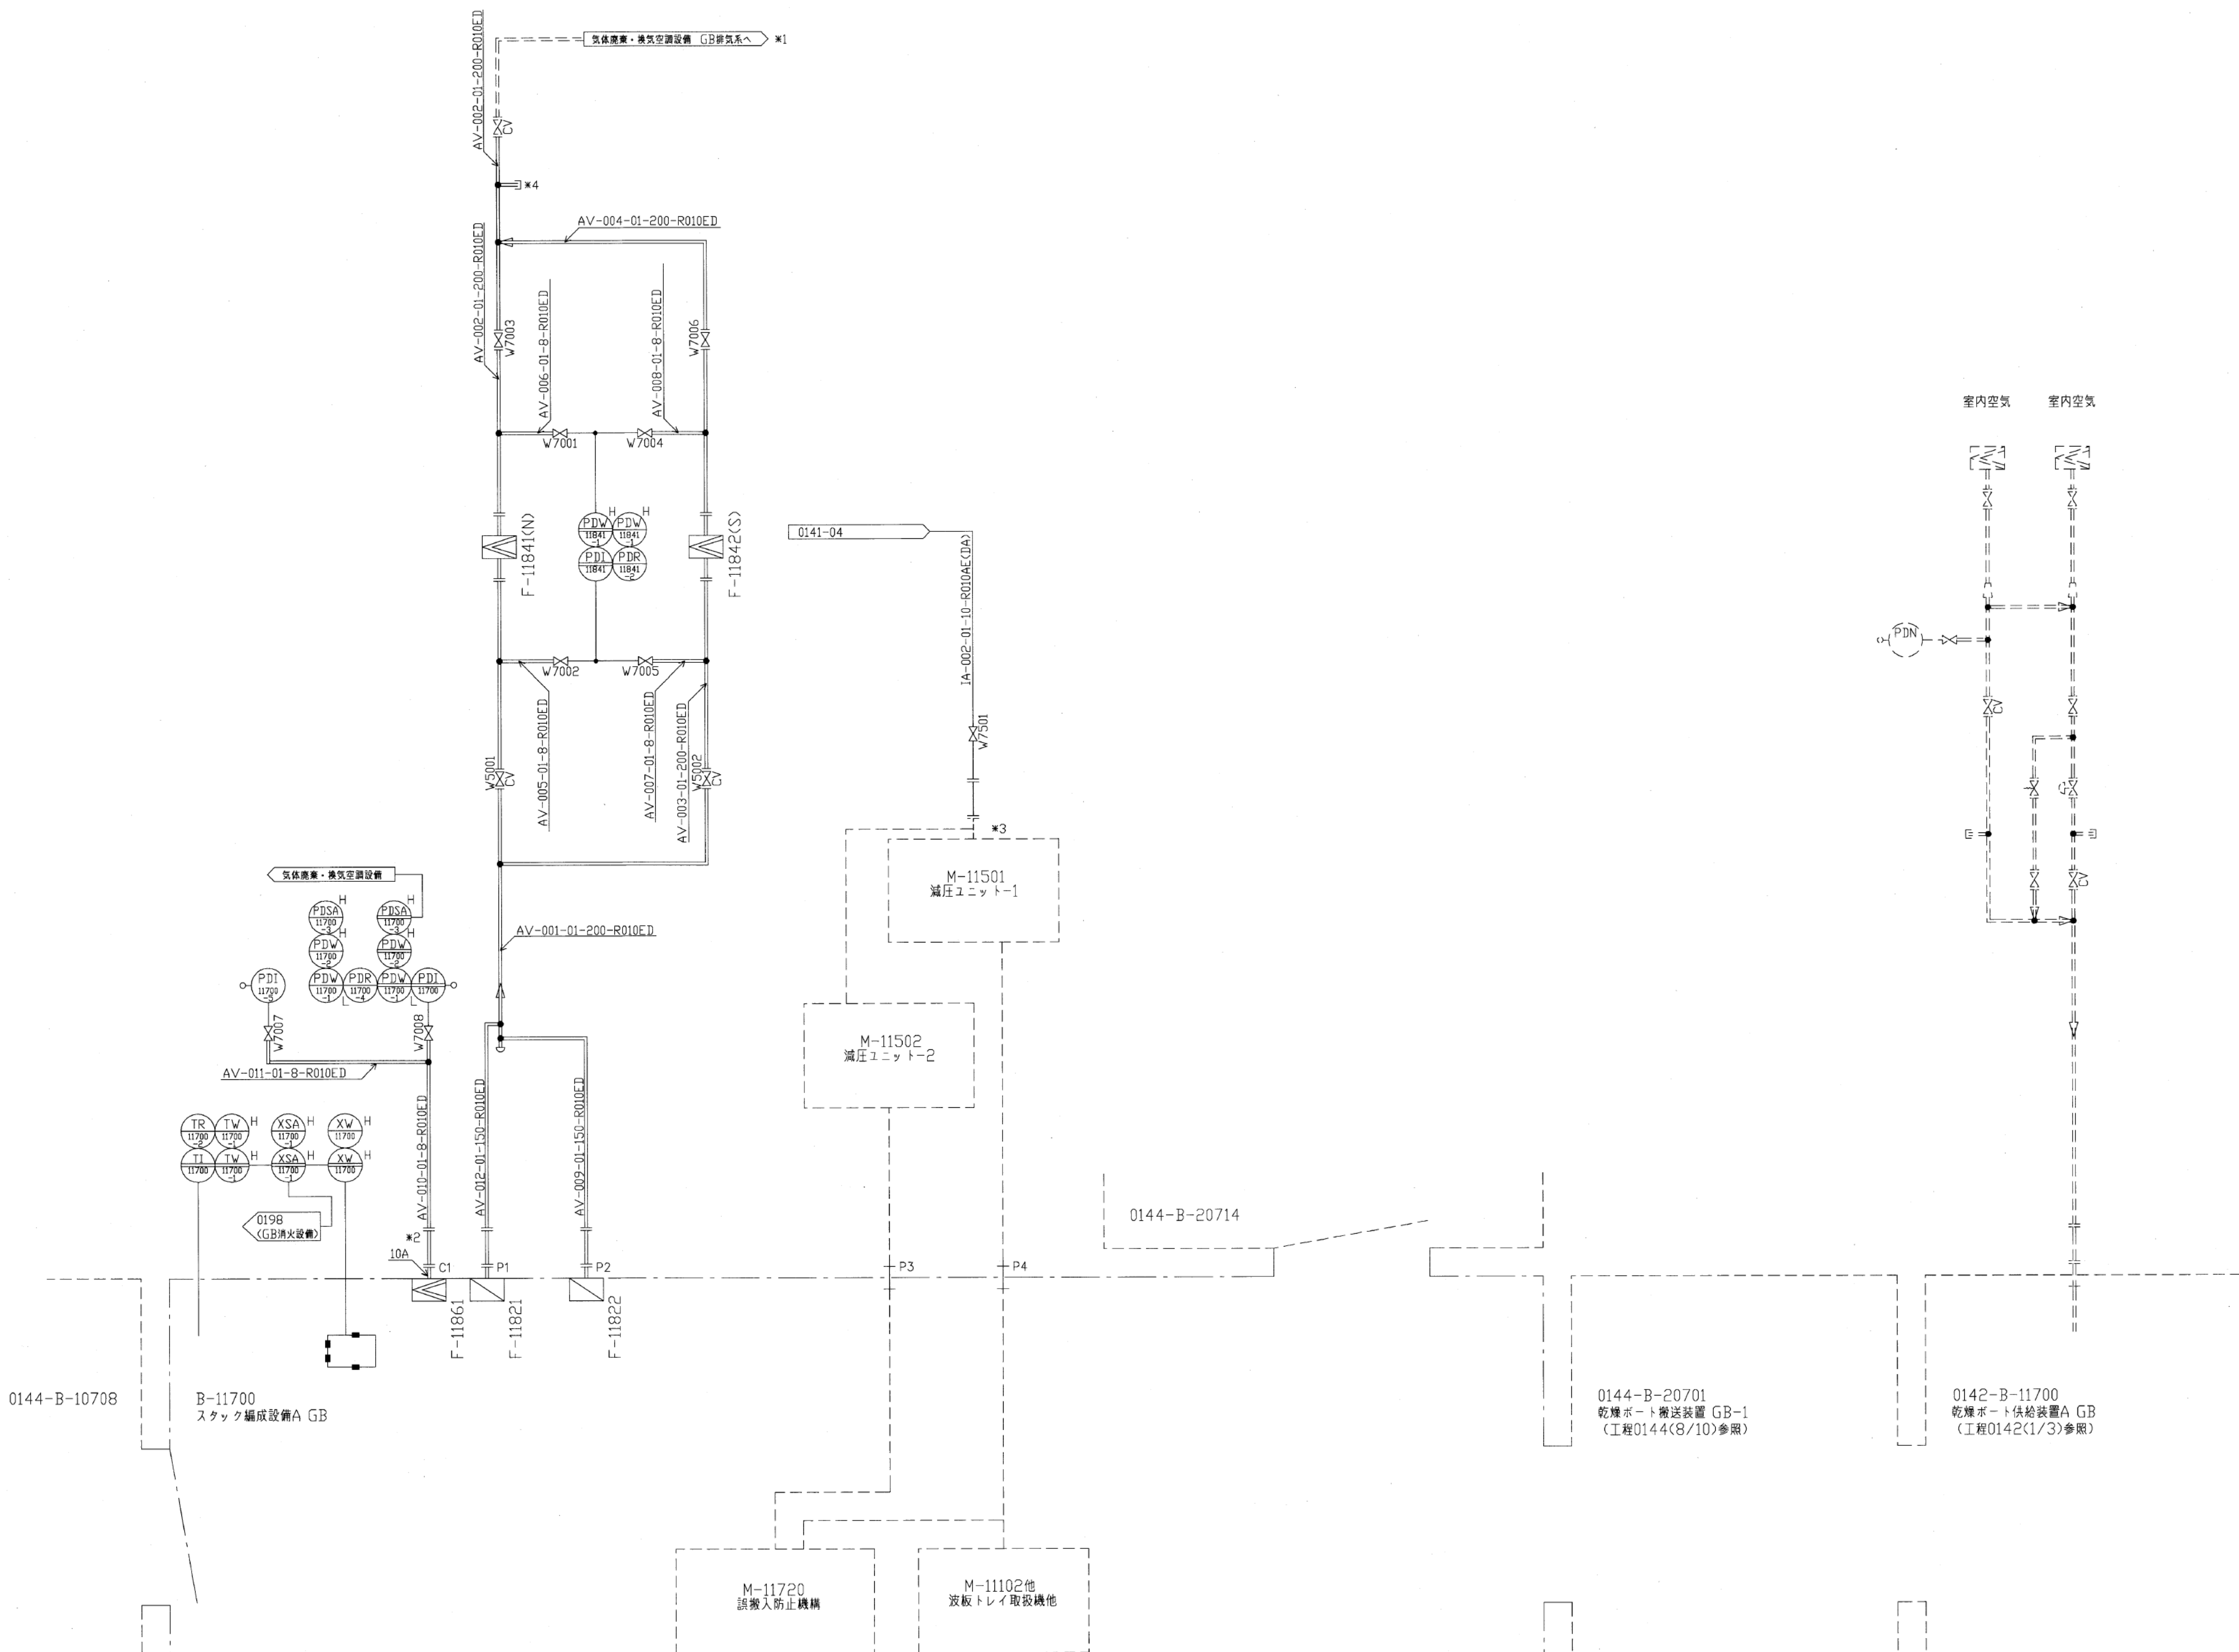 気体廃棄・換気空調設備 GB排気系へ
※1
AV-002-01-200-R010ED
CV
※4
AV-004-01-200-R010ED
AV-002-01-200-R010ED
W7003
AV-006-01-8-R010ED
AV-008-01-8-R010ED
W7006
W7001
W7004
F-11841(N)
PDW
11841
-1
H
PDW
11841
-1
H
PDI
11841
PDR
11841
-2
F-11842(S)
W7002
W7005
AV-005-01-8-R010ED
AV-007-01-8-R010ED
AV-003-01-200-R010ED
W5001
CV
W5002
CV
0141-04
IA-002-01-10-R010AE(DA)
W7501
※3
M-11501
減圧ユニット-1
M-11502
減圧ユニット-2
室内空気
室内空気
PDN
CV
CV
気体廃棄・換気空調設備
PDSA
11700
-3
H
PDSA
11700
-3
H
PDW
11700
-2
H
PDW
11700
-2
H
PDI
11700
-5
PDW
11700
-1
L
PDR
11700
-4
PDW
11700
-1
L
PDI
11700
AV-001-01-200-R010ED
W7007
W7008
AV-011-01-8-R010ED
AV-010-01-8-R010ED
AV-012-01-150-R010ED
AV-009-01-150-R010ED
TR
11700
-2
TW
11700
-1
H
XSA
11700
-1
H
XW
11700
H
TI
11700
TW
11700
-1
H
XSA
11700
-1
H
XW
11700
H
0198
(GB消火設備)
※2
10A
C1
P1
P2
P3
P4
F-11861
F-11821
F-11822
0144-B-20714
0144-B-10708
B-11700
スタック編成設備A GB
0144-B-20701
乾燥ボート搬送装置 GB-1
(工程0144(8/10)参照)
0142-B-11700
乾燥ボート供給装置A GB
(工程0142(1/3)参照)
M-11720
誤搬入防止機構
M-11102他
波板トレイ取扱機他